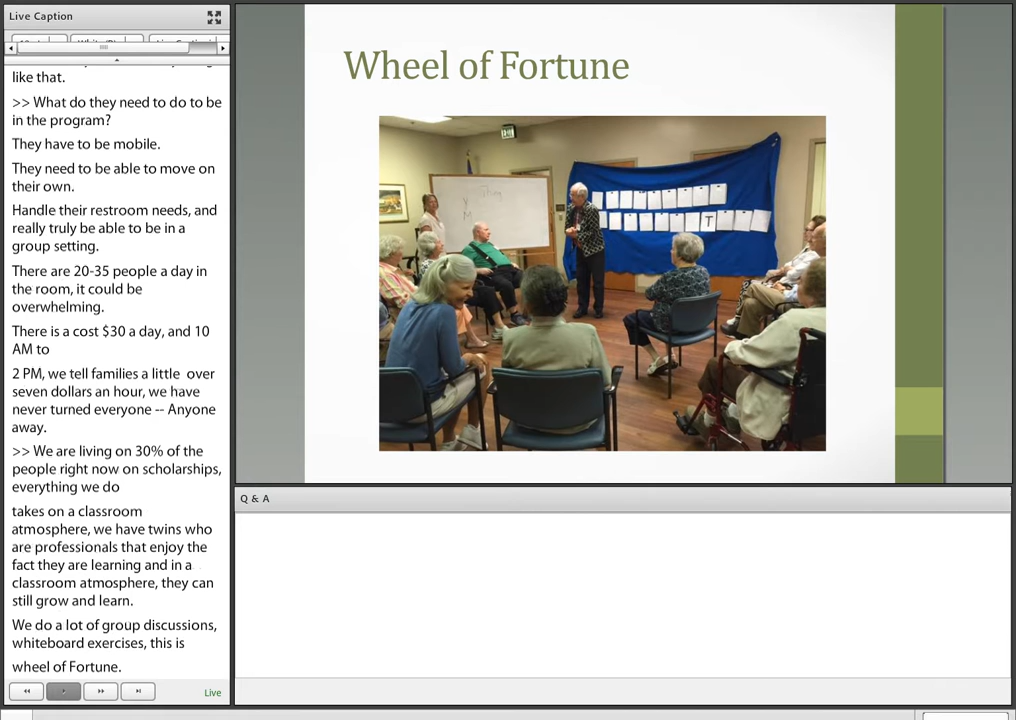 Live Caption
like that.
>> What do they need to do to be
in the program?
They have to be mobile.
They need to be able to move on
their own.
Handle their restroom needs, and
really truly be able to be in a
group setting.
There are 20-35 people a day in
the room, it could be
overwhelming.
There is a cost $30 a day, and 10
AM to
2 PM, we tell families a little over
seven dollars an hour, we have
never turned everyone -- Anyone
away.
>> We are living on 30% of the
people right now on scholarships,
everything we do
takes on a classroom
atmosphere, we have twins who
are professionals that enjoy the
fact they are learning and in a
classroom atmosphere, they can
still grow and learn.
We do a lot of group discussions,
whiteboard exercises, this is
wheel of Fortune.
Live
Wheel of Fortune
EXIT
Thing
Y
M
T
Q & A